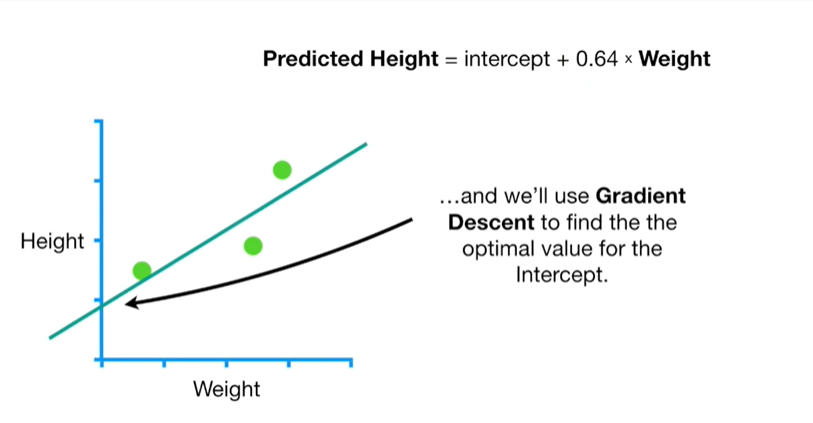 Predicted Height = intercept + 0.64 × Weight
Height
…and we’ll use Gradient
Descent to find the the
optimal value for the
Intercept.
Weight